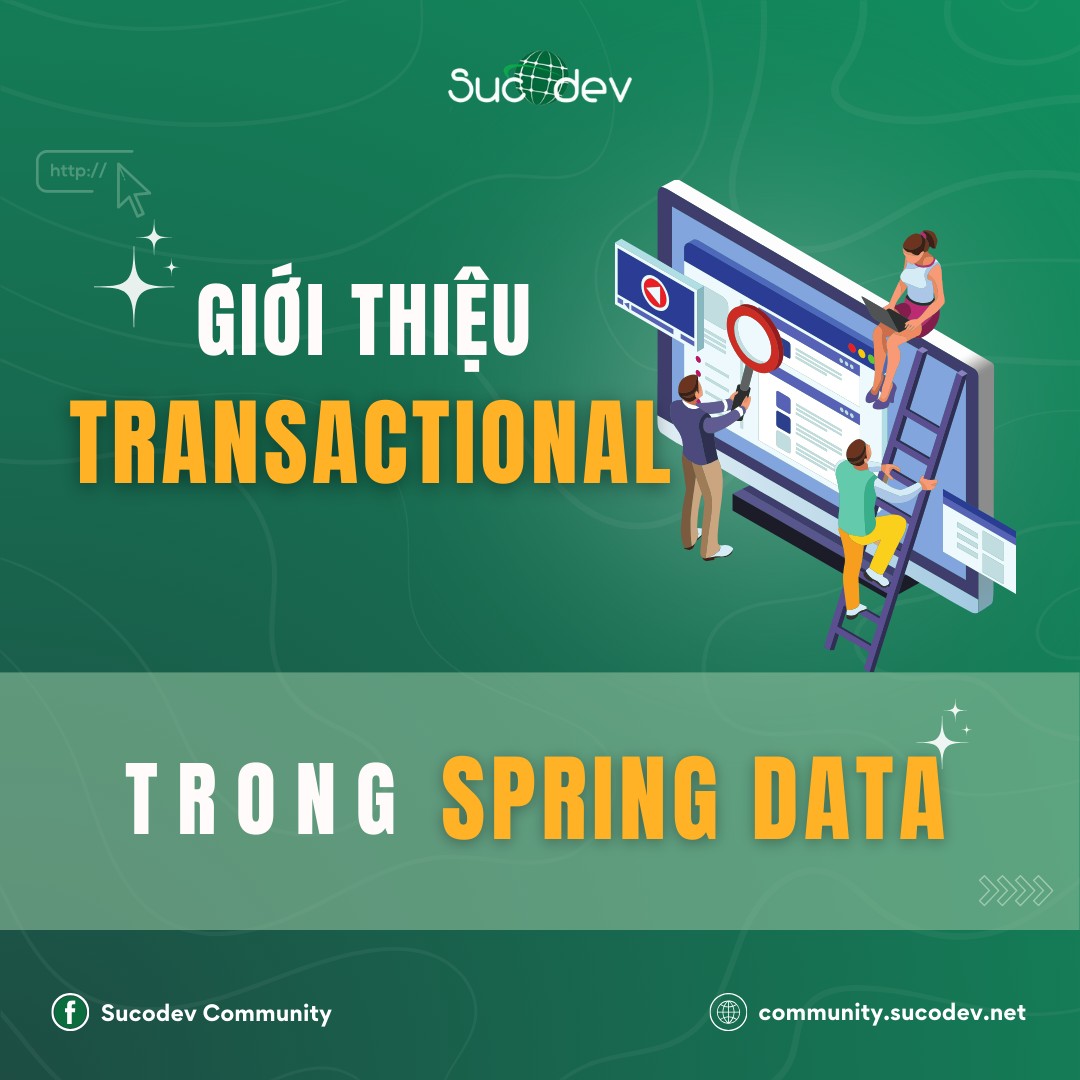 Sucodev
http://
GIỚI THIỆU
TRANSACTIONAL
TRONG SPRING DATA
Sucodev Community
community.sucodev.net